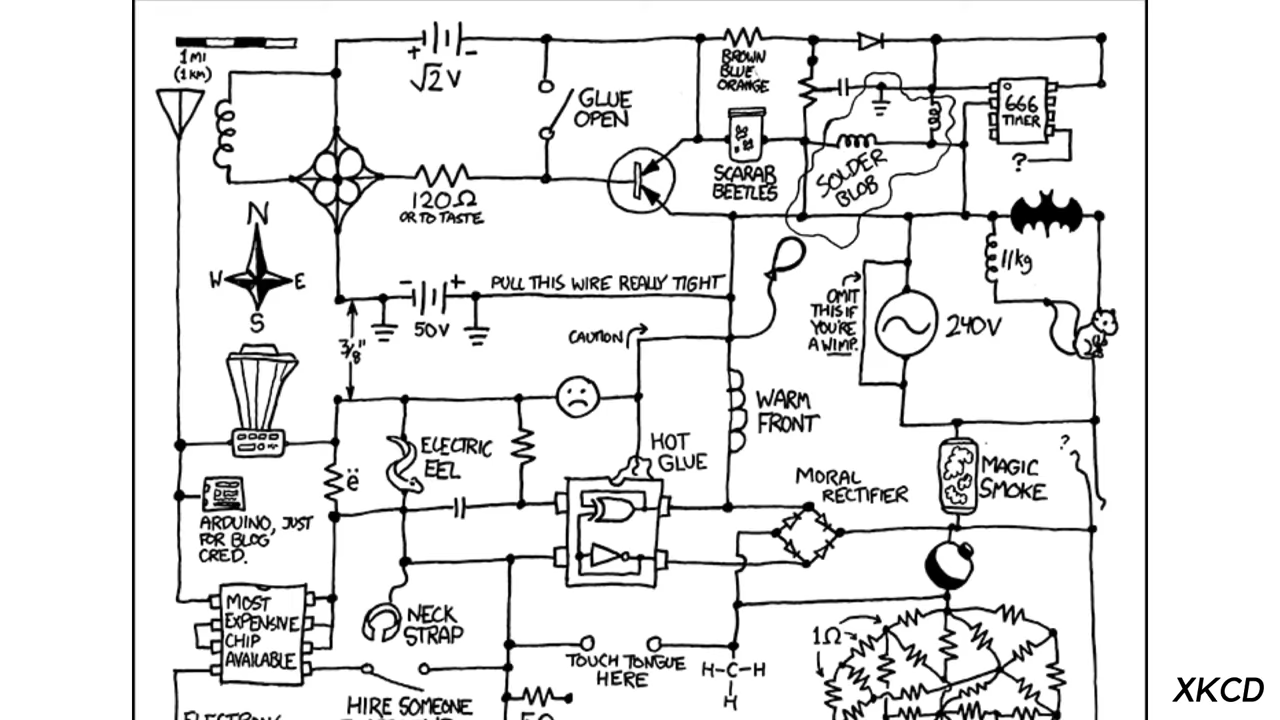 1 MI
(1 KM)
+
-
√2 V
GLUE
OPEN
BROWN
BLUE
ORANGE
666
TIMER
?
SCARAB
BEETLES
SOLDER
BLOB
120Ω
OR TO TASTE
N
W
E
S
11kg
- +
50V
PULL THIS WIRE REALLY TIGHT
CAUTION
OMIT
THIS IF
YOU'RE
A WIMP.
240V
3/8"
WARM
FRONT
ELECTRIC
EEL
HOT
GLUE
MORAL
RECTIFIER
MAGIC
SMOKE
?
ë
ARDUINO, JUST
FOR BLOG
CRED.
MOST
EXPENSIVE
CHIP
AVAILABLE
NECK
STRAP
TOUCH TONGUE
HERE
H-C-H
H
1Ω
HIRE SOMEONE
XKCD